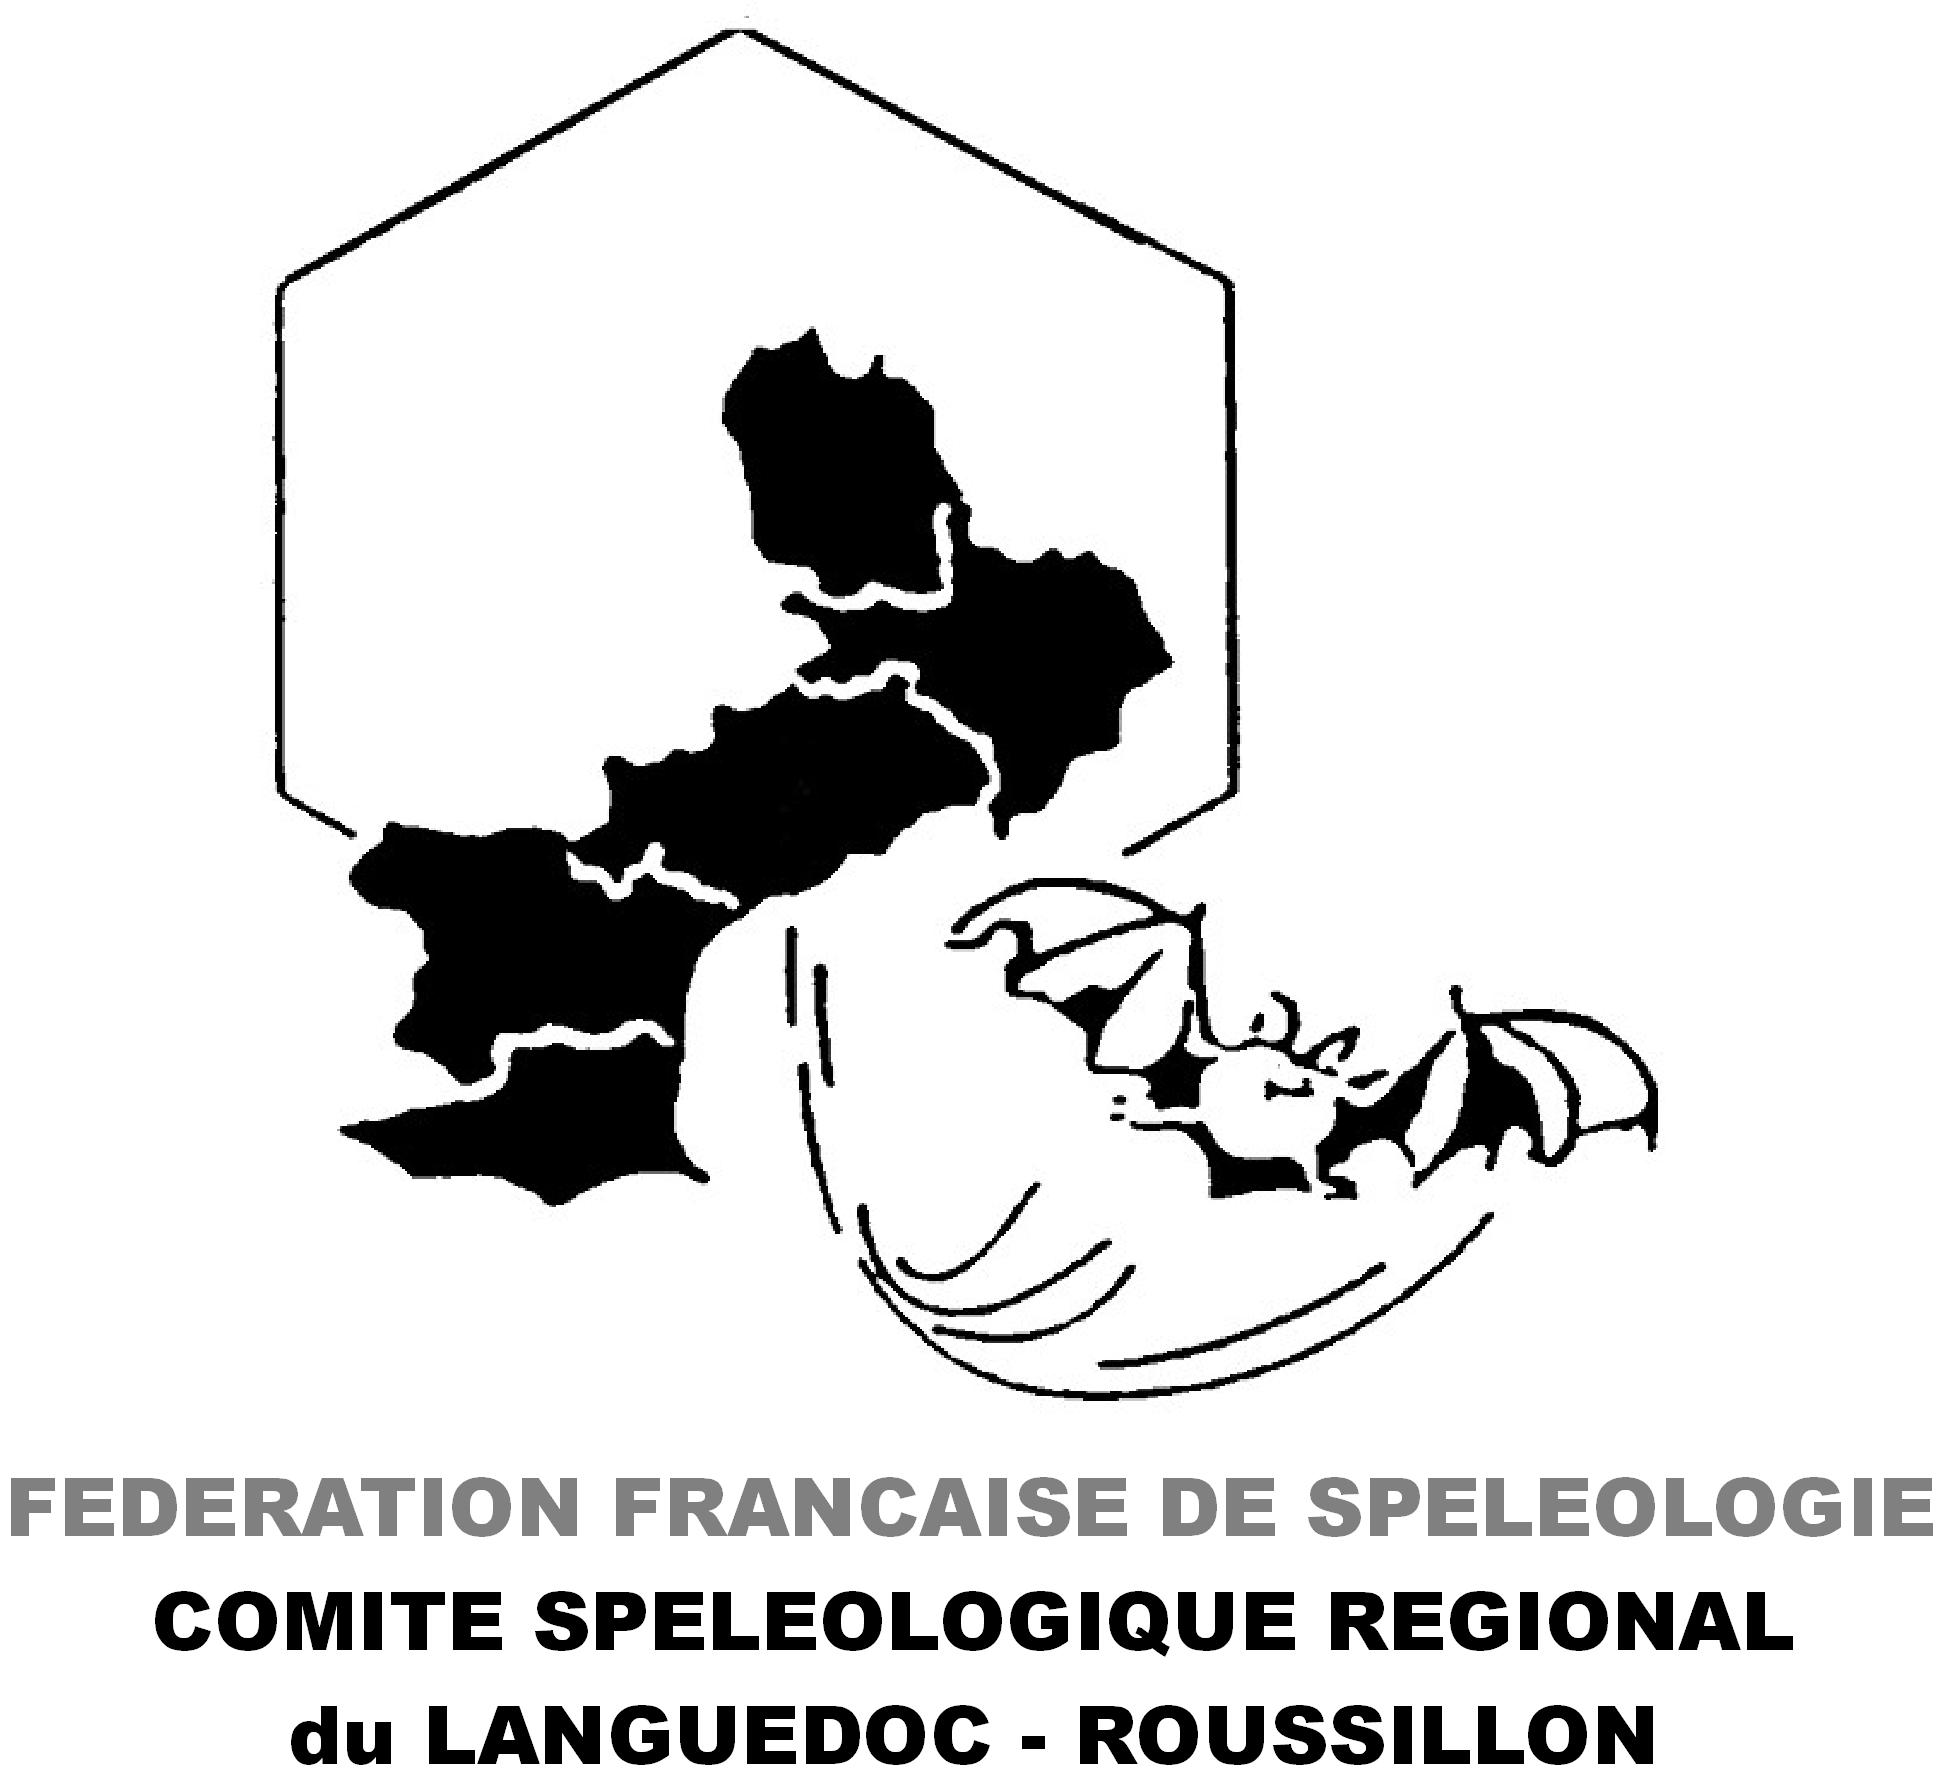 FEDERATION FRANCAISE DE SPELEOLOGIE
COMITE SPELEOLOGIQUE REGIONAL
du LANGUEDOC - ROUSSILLON